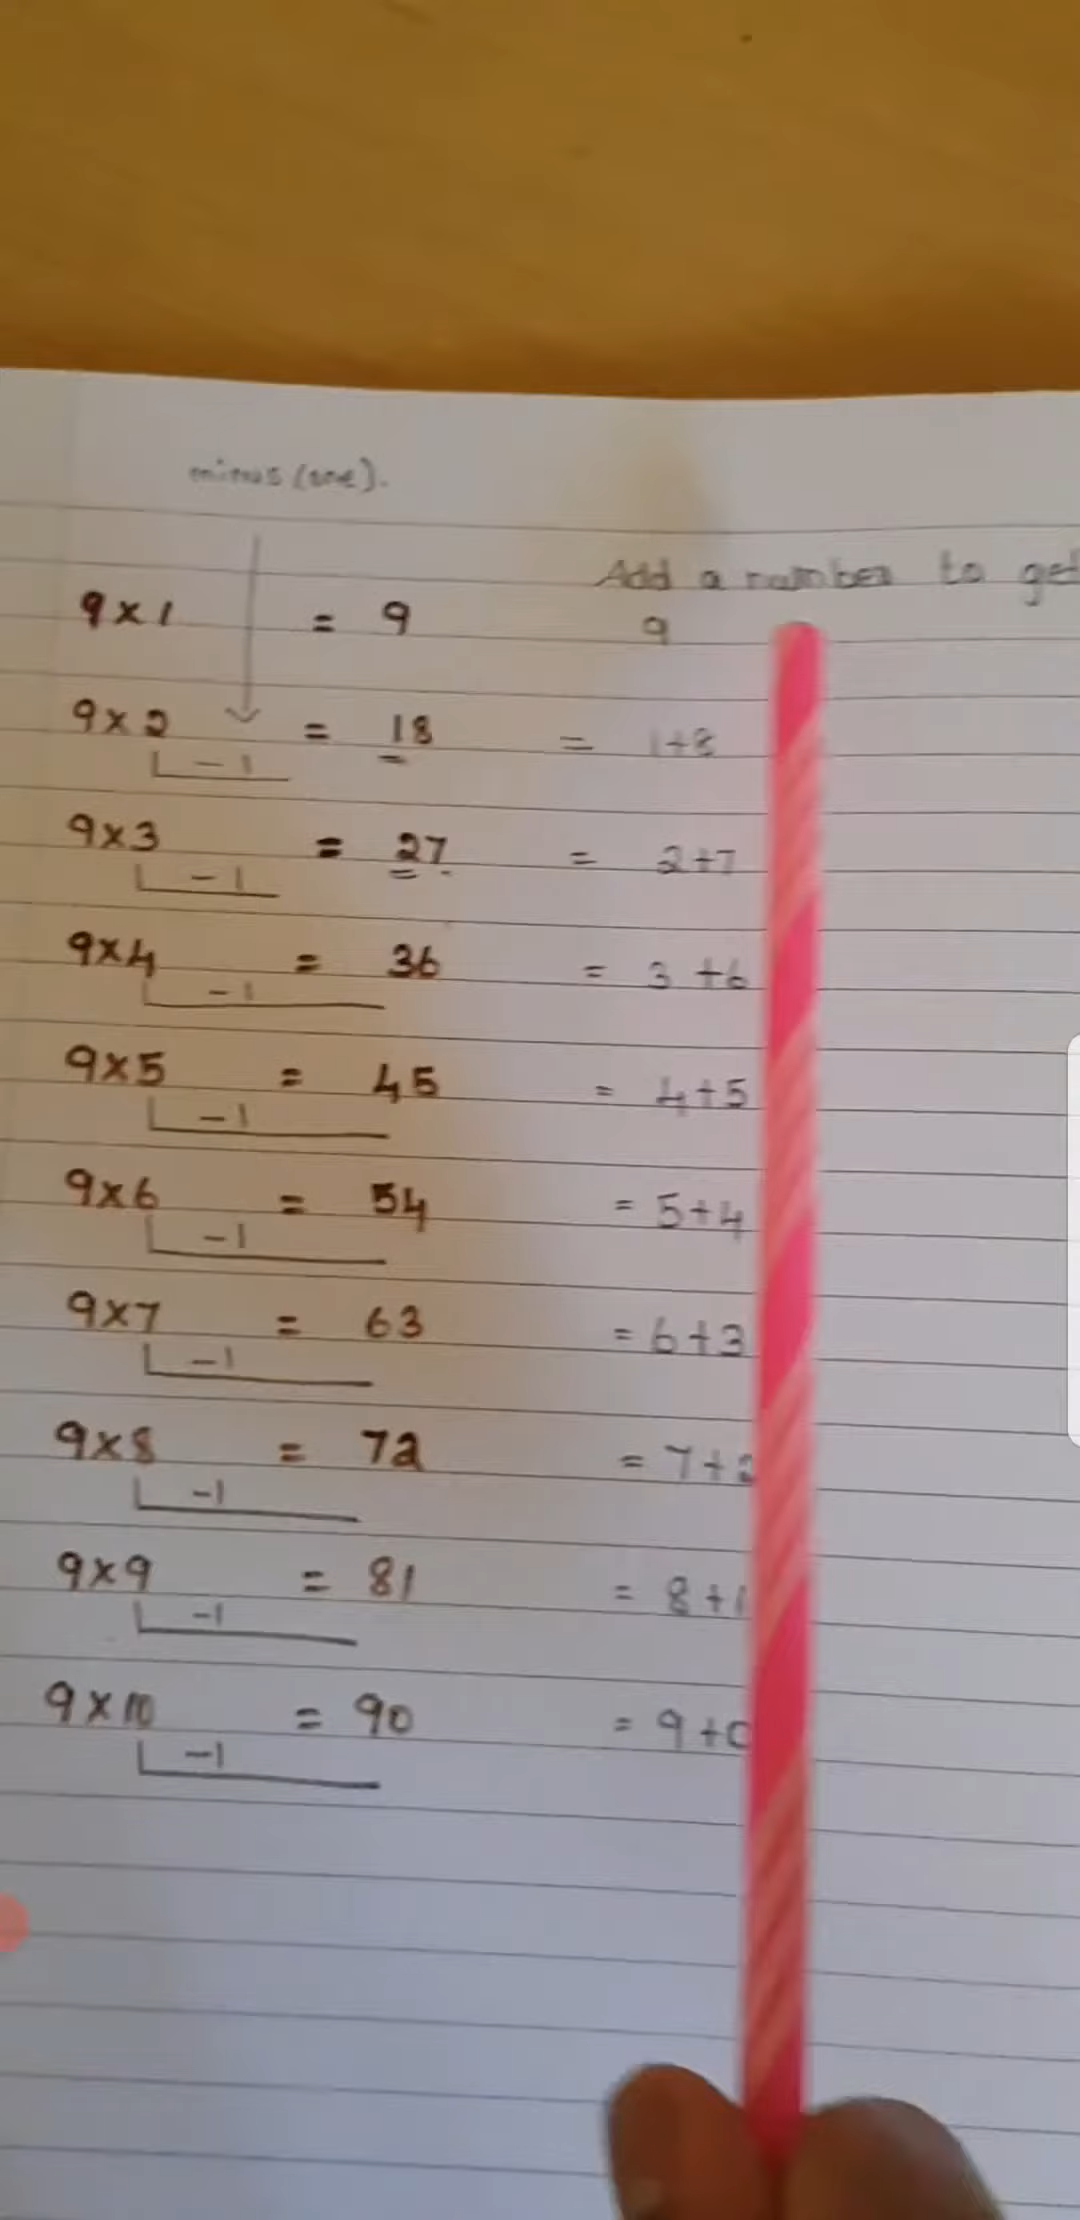 minus (one).
Add a number to get
9x1 = 9 9
9x2 = 18 = 1+8
-1
9x3 = 27 = 2+7
-1
9x4 = 36 = 3+6
-1
9x5 = 45 = 4+5
-1
9x6 = 54 = 5+4
-1
9x7 = 63 = 6+3
-1
9x8 = 72 = 7+2
-1
9x9 = 81 = 8+1
-1
9x10 = 90 = 9+0
-1